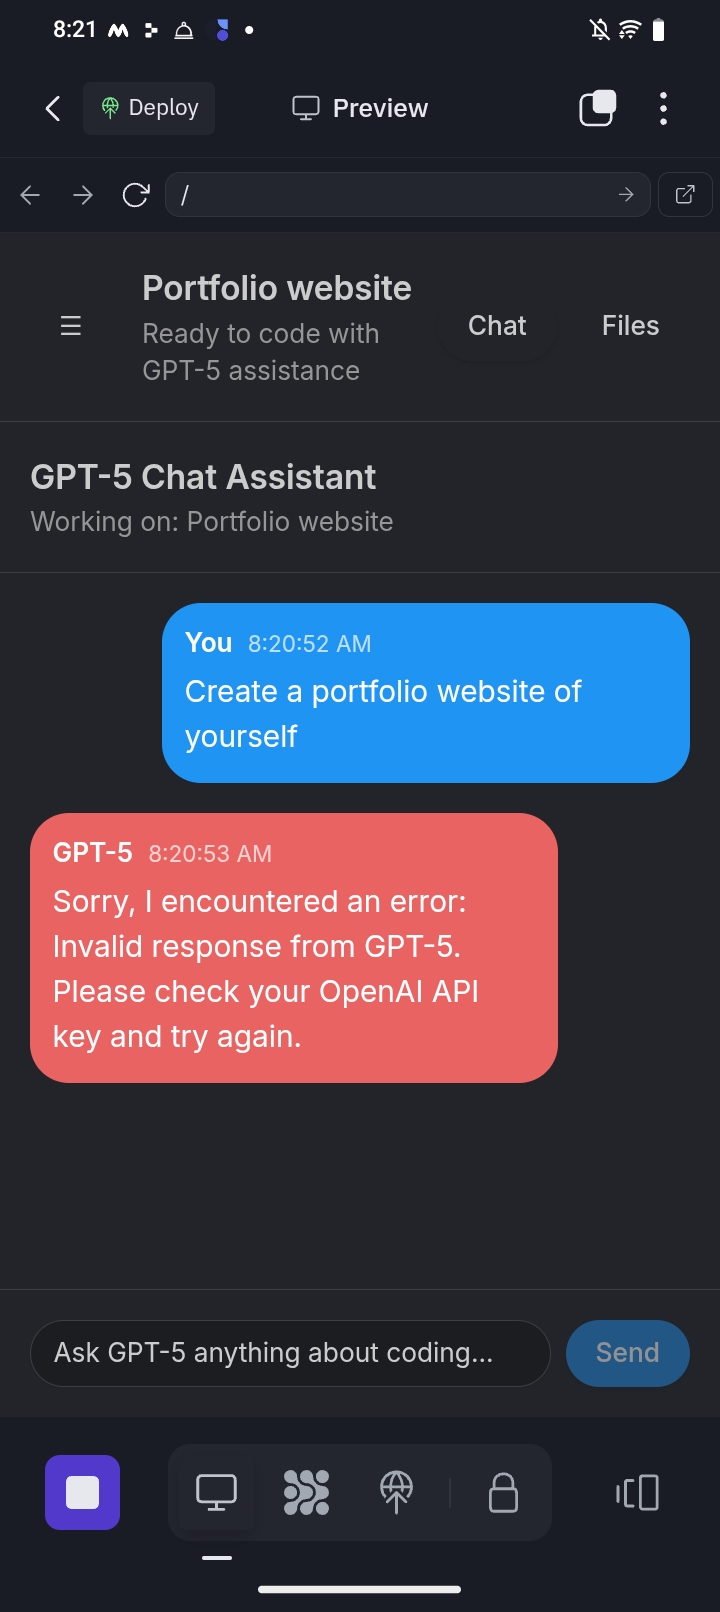 8:21
Deploy
Preview
/
Portfolio website
Ready to code with
GPT-5 assistance
Chat
Files
GPT-5 Chat Assistant
Working on: Portfolio website
You 8:20:52 AM
Create a portfolio website of
yourself
GPT-5 8:20:53 AM
Sorry, I encountered an error:
Invalid response from GPT-5.
Please check your OpenAI API
key and try again.
Ask GPT-5 anything about coding...
Send